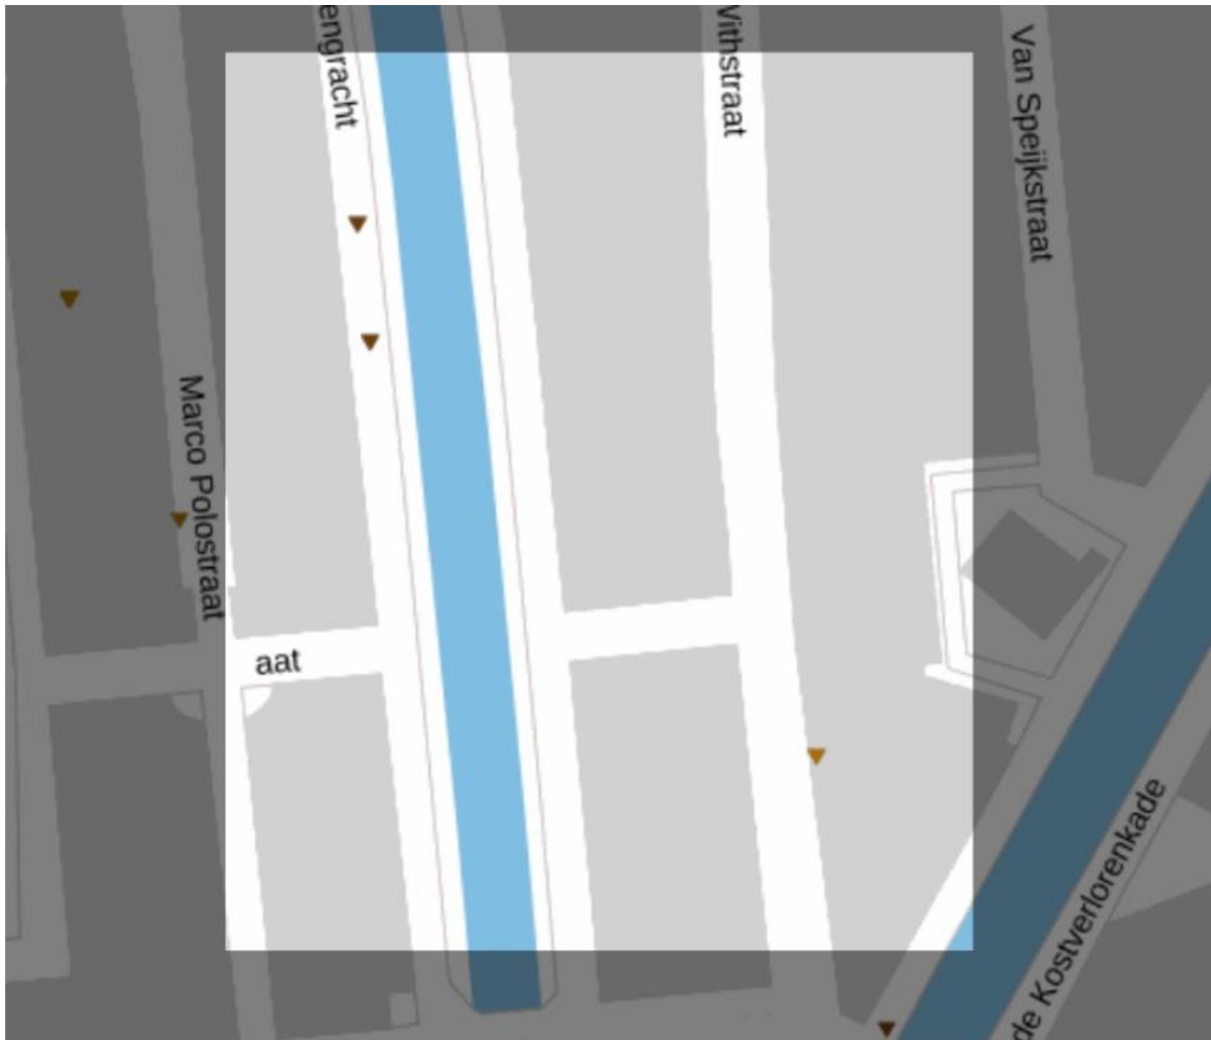 engracht
Vithstraat
Van Speijkstraat
Marco Polostraat
aat
de Kostverlorenkade